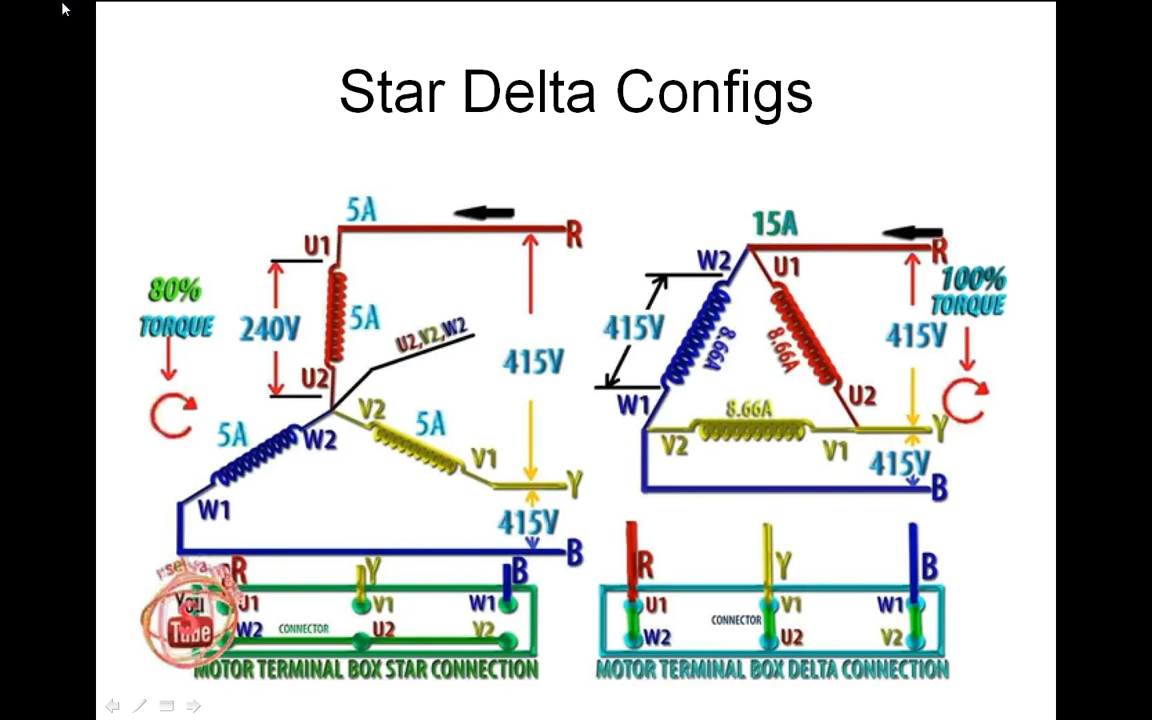 Star Delta Configs
5A
R
U1
80%
TORQUE
240V
5A
U2,V2,W2
415V
U2
V2
5A
5A
W2
V1
W1
Y
415V
B
15A
R
W2
U1
100%
TORQUE
415V
8.66A
8.66A
415V
W1
U2
8.66A
Y
V2
V1
415V
B
R
Y
B
U1
V1
W1
W2
CONNECTOR
U2
V2
You
Tube
MOTOR TERMINAL BOX STAR CONNECTION
R
Y
B
U1
V1
W1
CONNECTOR
W2
U2
V2
MOTOR TERMINAL BOX DELTA CONNECTION